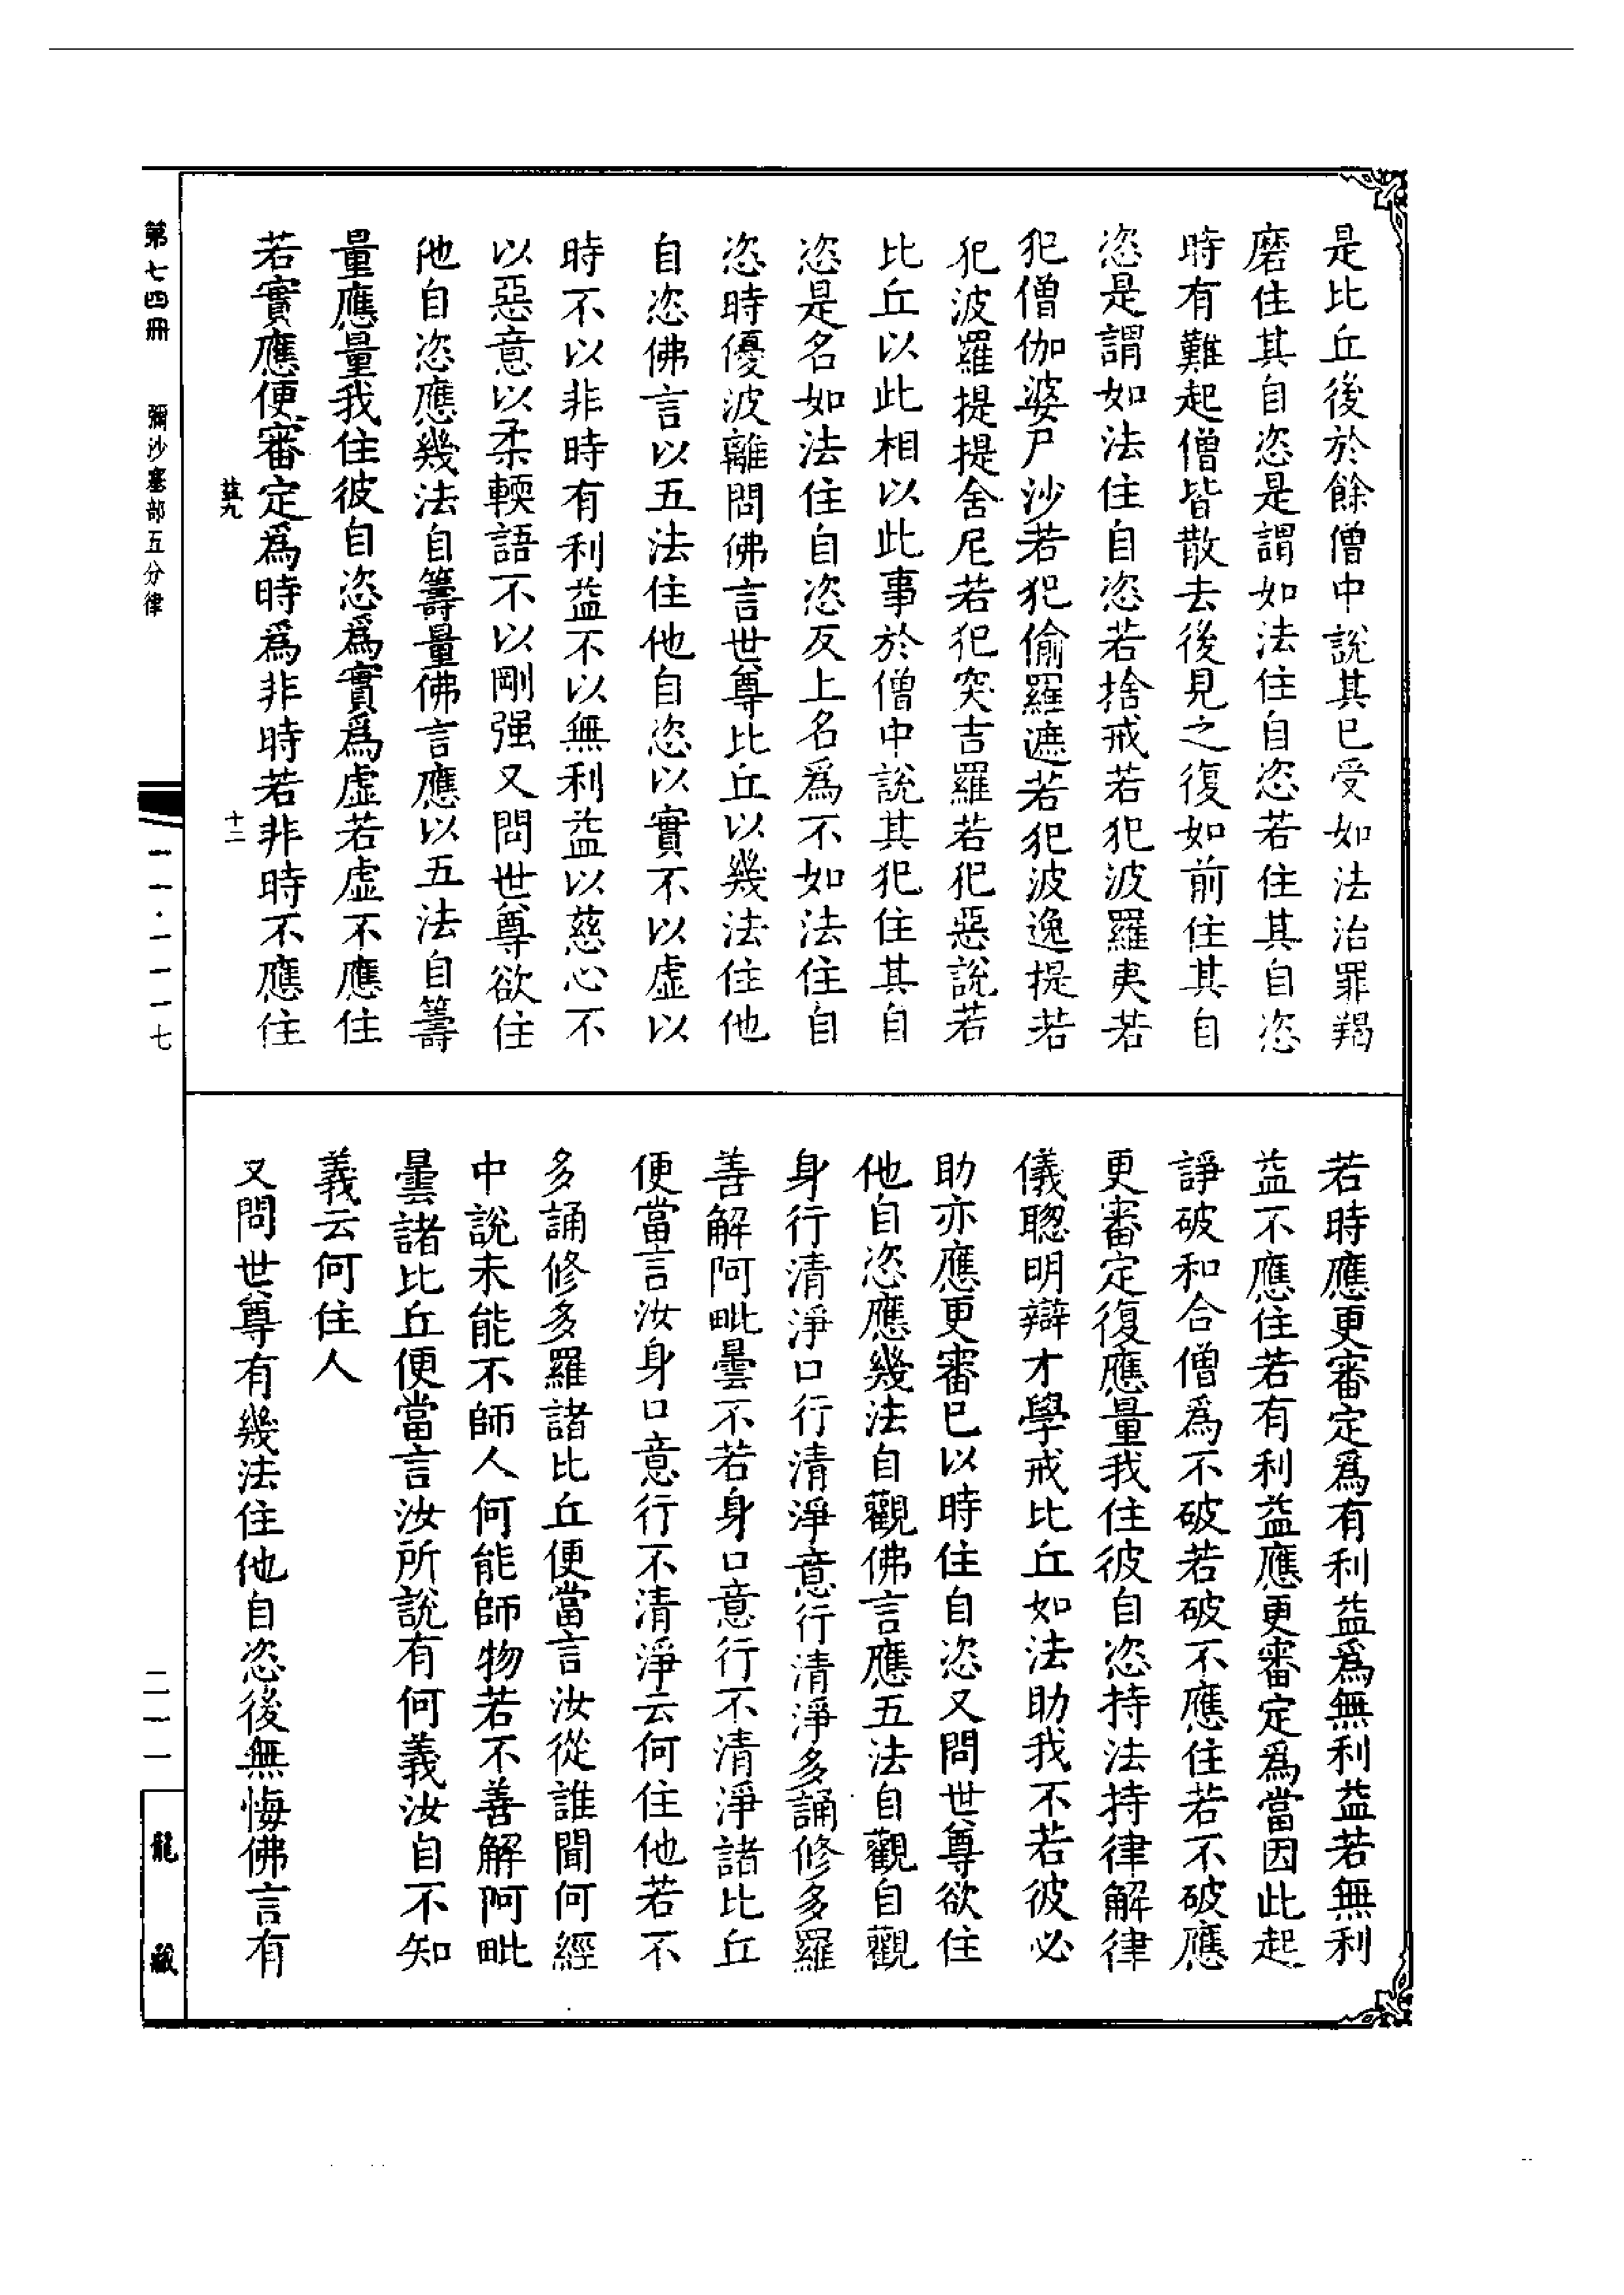 是比丘後於餘僧中說其已受如法治罪羯
磨住其自恣是謂如法住自恣若住其自恣
時有難起僧皆散去後見之復如前住其自
恣是謂如法住自恣若捨戒若犯波羅夷若
犯僧伽婆尸沙若犯偷羅遮若犯波逸提若
犯波羅提提舍尼若犯突吉羅若犯惡說若
比丘以此相以此事於僧中說其犯住其自
恣是名如法住自恣反上名爲不如法住自
恣時優波離問佛言世尊比丘以幾法住他
自恣佛言以五法住他自恣以實不以虛以
時不以非時有利益不以無利益以慈心不
以惡意以柔輭語不以剛强又問世尊欲住
他自恣應幾法自籌量佛言應以五法自籌
量應量我住彼自恣爲實爲虛若虛不應住
若實應便審定爲時爲非時若非時不應住
若時應更審定爲有利益爲無利益若無利
益不應住若有利益應更審定爲當因此起
諍破和合僧爲不破若破不應住若不破應
更審定復應量我住彼自恣持法持律解律
儀聰明辯才學戒比丘如法助我不若彼必
助亦應更審已以時住自恣又問世尊欲住
他自恣應幾法自觀佛言應五法自觀自觀
身行清淨口行清淨意行清淨多誦修多羅
善解阿毗曇不若身口意行不清淨諸比丘
便當言汝身口意行不清淨云何住他若不
多誦修多羅諸比丘便當言汝從誰聞何經
中說未能不師人何能師物若不善解阿毗
曇諸比丘便當言汝所說有何義汝自不知
義云何住人
又問世尊有幾法住他自恣後無悔佛言有
第七四冊 彌沙塞部五分律
一一·一一一七
二一一
龍藏
十二